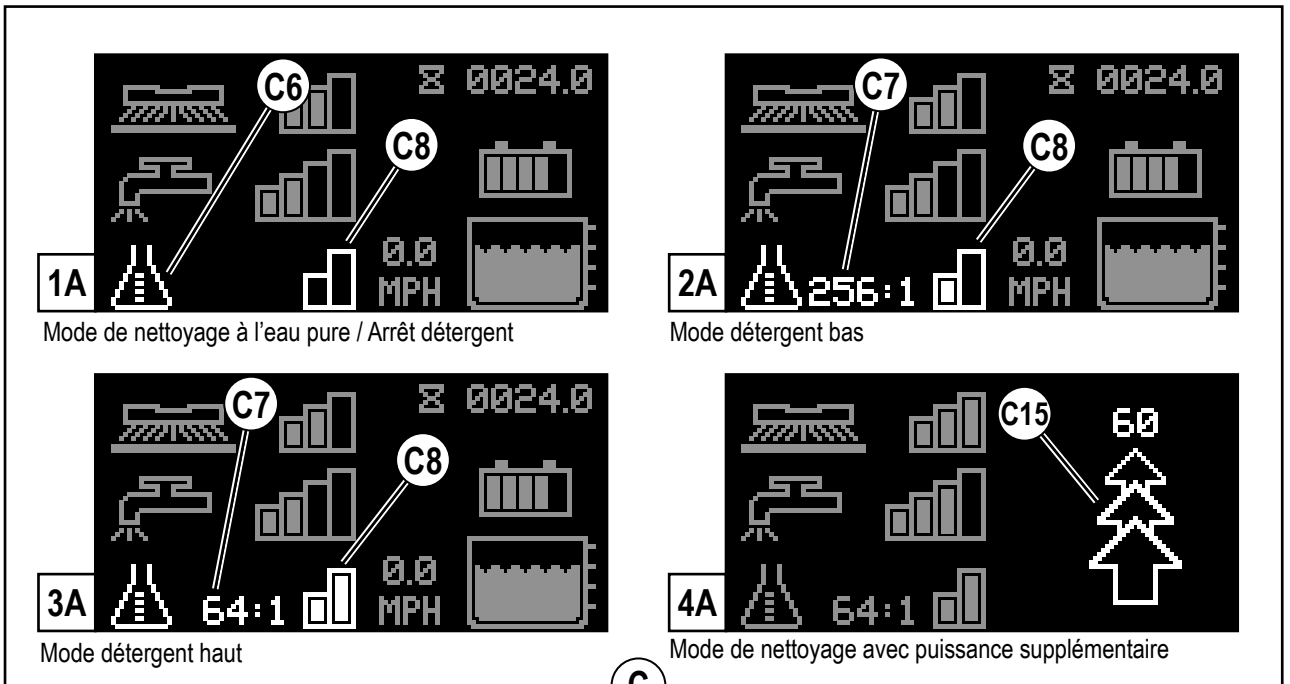 C6
0024.0
C8
0.0
MPH
1A
Mode de nettoyage à l'eau pure / Arrêt détergent
C7
0024.0
C8
0.0
256:1
MPH
2A
Mode détergent bas
C7
0024.0
C8
0.0
64:1
MPH
3A
Mode détergent haut
C15
60
64:1
4A
Mode de nettoyage avec puissance supplémentaire
C